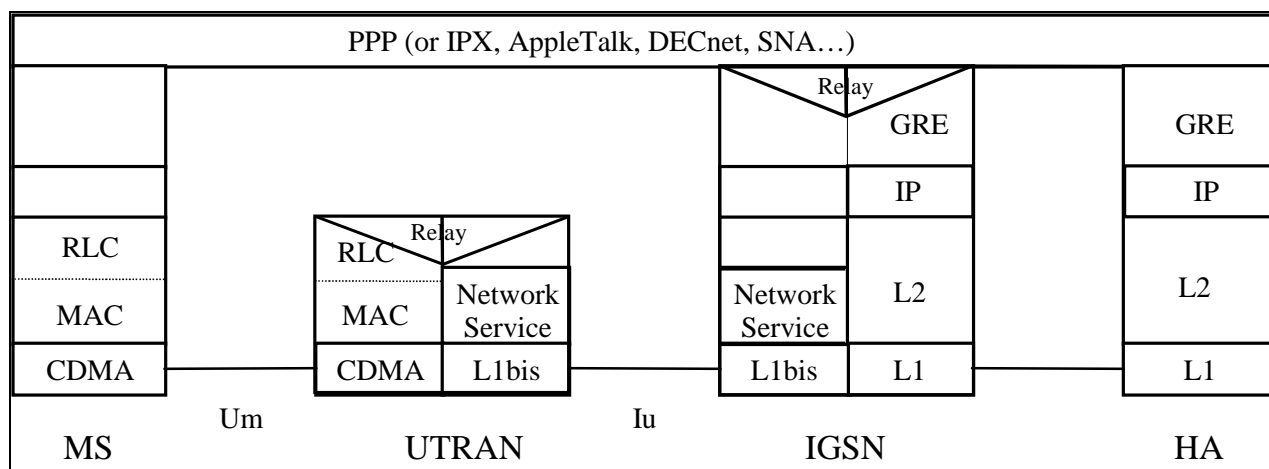 PPP (or IPX, AppleTalk, DECnet, SNA…)
Relay
GRE
GRE
IP
IP
Relay
RLC
RLC
L2
L2
MAC
MAC
Network
Service
Network
Service
CDMA
CDMA
L1bis
L1bis
L1
L1
Um
Iu
MS
UTRAN
IGSN
HA